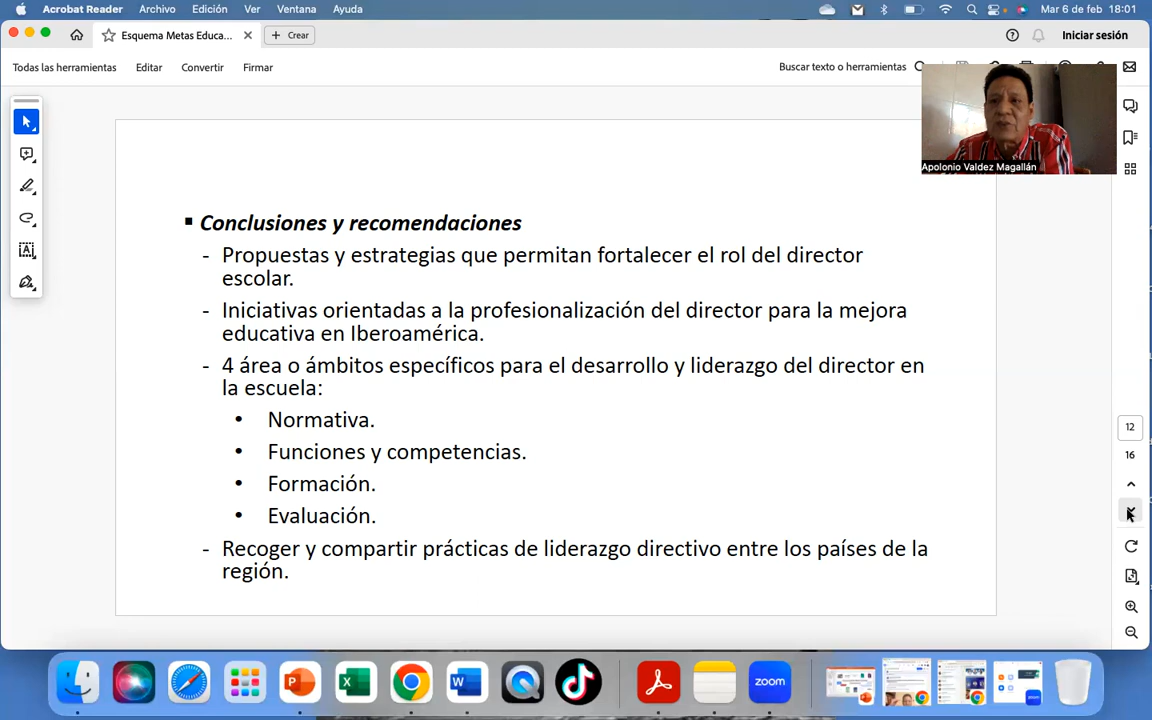 Acrobat Reader Archivo Edición Ver Ventana Ayuda Mar 6 de feb 18:01
Esquema Metas Educa... Crear Iniciar sesión
Todas las herramientas Editar Convertir Firmar Buscar texto o herramientas
Apolonio Valdez Magallán
▪ Conclusiones y recomendaciones
- Propuestas y estrategias que permitan fortalecer el rol del director
escolar.
- Iniciativas orientadas a la profesionalización del director para la mejora
educativa en Iberoamérica.
- 4 área o ámbitos específicos para el desarrollo y liderazgo del director en
la escuela:
• Normativa.
• Funciones y competencias.
• Formación.
• Evaluación.
- Recoger y compartir prácticas de liderazgo directivo entre los países de la
región.
12
16
zoom